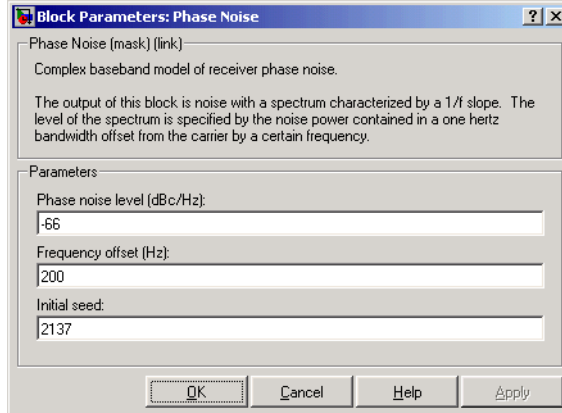 Block Parameters: Phase Noise
Phase Noise (mask) (link)
Complex baseband model of receiver phase noise.
The output of this block is noise with a spectrum characterized by a 1/f slope. The
level of the spectrum is specified by the noise power contained in a one hertz
bandwidth offset from the carrier by a certain frequency.
Parameters
Phase noise level (dBc/Hz):
-66
Frequency offset (Hz):
200
Initial seed:
2137
OK Cancel Help Apply